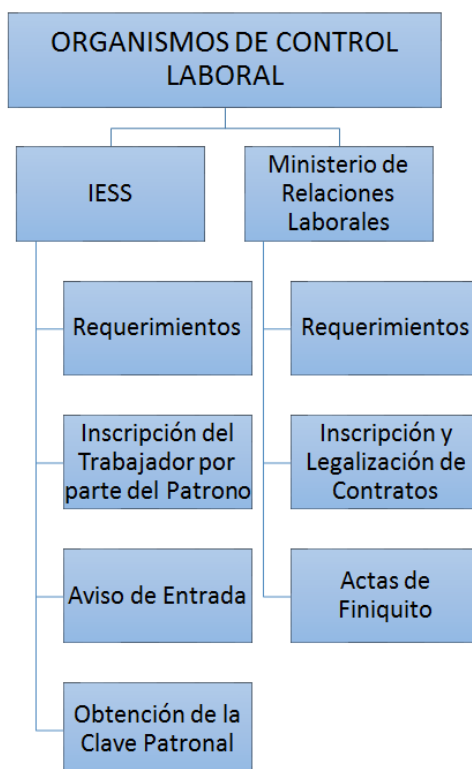 ORGANISMOS DE CONTROL
LABORAL
IESS
Ministerio de
Relaciones
Laborales
Requerimientos
Inscripción del
Trabajador por
parte del Patrono
Aviso de Entrada
Obtención de la
Clave Patronal
Requerimientos
Inscripción y
Legalización de
Contratos
Actas de
Finiquito